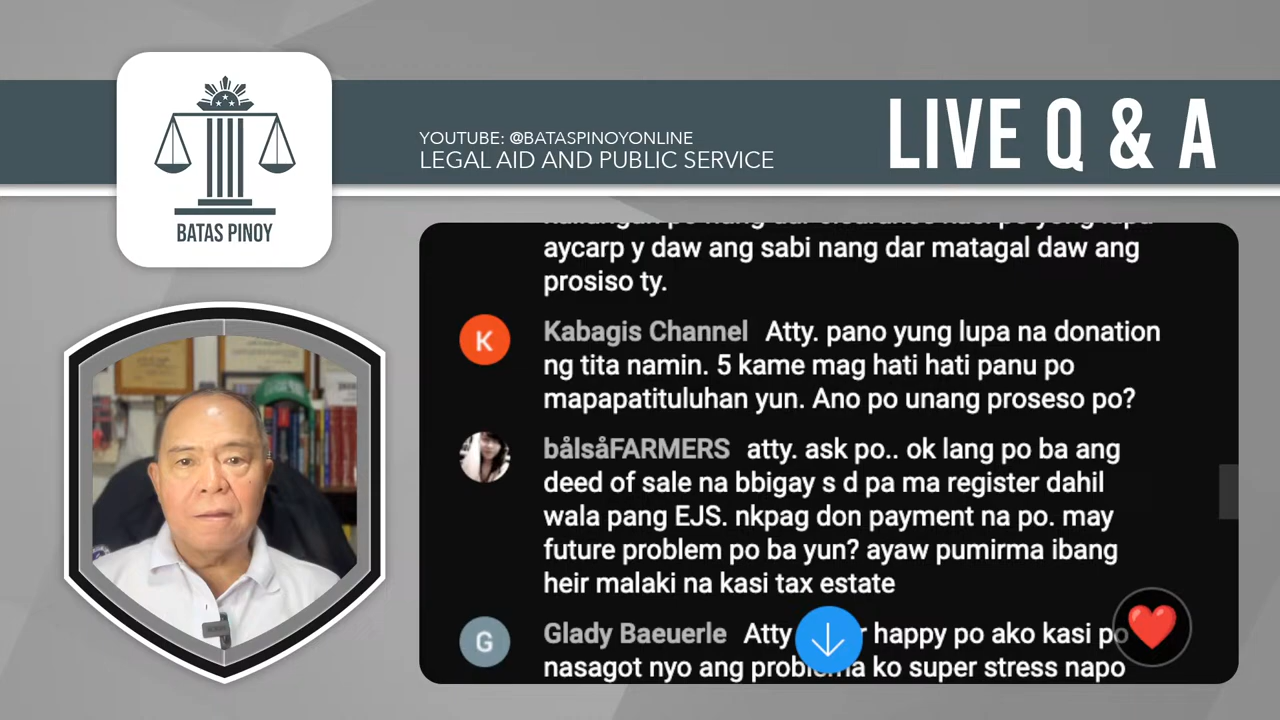 YOUTUBE: @BATASPINOYONLINE
LEGAL AID AND PUBLIC SERVICE
LIVE Q & A
BATAS PINOY
aycarp y daw ang sabi nang dar matagal daw ang
prosiso ty.
K
Kabagis Channel Atty. pano yung lupa na donation
ng tita namin. 5 kame mag hati hati panu po
mapapatituluhan yun. Ano po unang proseso po?
bålsåFARMERS atty. ask po.. ok lang po ba ang
deed of sale na bbigay s d pa ma register dahil
wala pang EJS. nkpag don payment na po. may
future problem po ba yun? ayaw pumirma ibang
heir malaki na kasi tax estate
G
Glady Baeuerle Atty happy po ako kasi po
nasagot nyo ang problema ko super stress napo